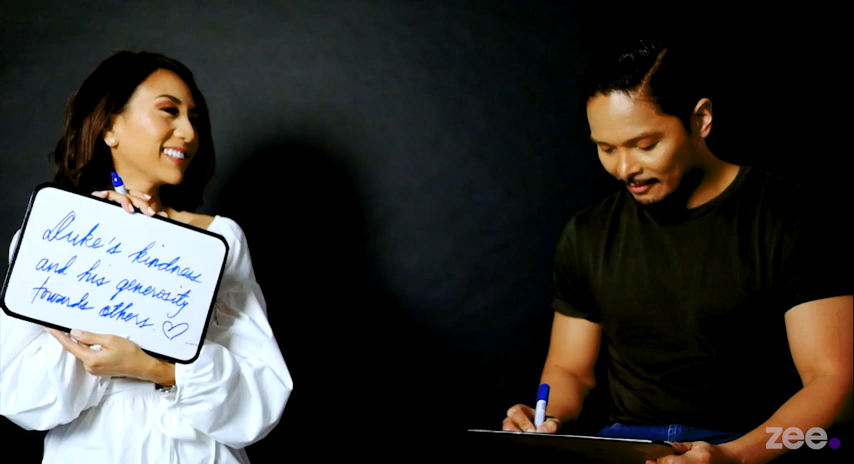 Duke's kindness
and his generosity
towards others ♡
zee.